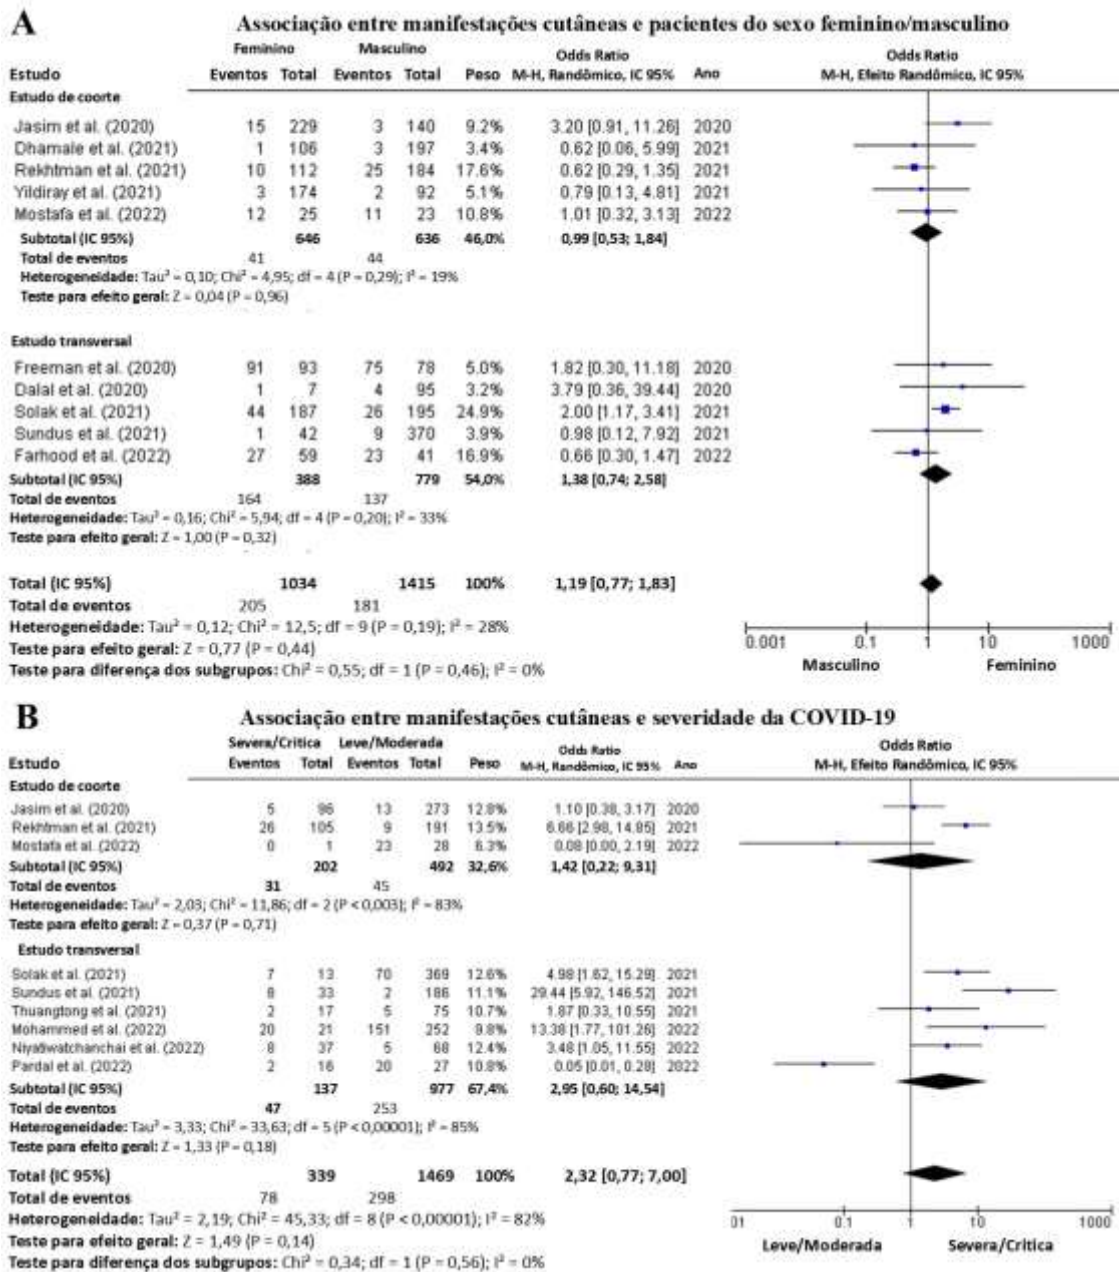 A Associação entre manifestações cutâneas e pacientes do sexo feminino/masculino
Feminino Masculino Odds Ratio Odds Ratio
Estudo Eventos Total Eventos Total Peso M-H, Randômico, IC 95% Ano M-H, Efeito Randômico, IC 95%
Estudo de coorte
Jasim et al. (2020) 15 229 3 140 9.2% 3.20 [0.91, 11.26] 2020
Dhamale et al. (2021) 1 106 3 197 3.4% 0.62 [0.06, 5.99] 2021
Rekhtman et al. (2021) 10 112 25 184 17.6% 0.62 [0.29, 1.35] 2021
Yildiray et al. (2021) 3 174 2 92 5.1% 0.79 [0.13, 4.81] 2021
Mostafa et al. (2022) 12 25 11 23 10.8% 1.01 [0.32, 3.13] 2022
Subtotal (IC 95%) 646 636 46,0% 0,99 [0,53; 1,84]
Total de eventos 41 44
Heterogeneidade: Tau² = 0,10; Chi² = 4,95; df = 4 (P = 0,29); I² = 19%
Teste para efeito geral: Z = 0,04 (P = 0,96)
Estudo transversal
Freeman et al. (2020) 91 93 75 78 5.0% 1.82 [0.30, 11.18] 2020
Dalal et al. (2020) 1 7 4 95 3.2% 3.79 [0.36, 39.44] 2020
Solak et al. (2021) 44 187 26 195 24.9% 2.00 [1.17, 3.41] 2021
Sundus et al. (2021) 1 42 9 370 3.9% 0.98 [0.12, 7.92] 2021
Farhood et al. (2022) 27 59 23 41 16.9% 0.66 [0.30, 1.47] 2022
Subtotal (IC 95%) 388 779 54,0% 1,38 [0,74; 2,58]
Total de eventos 164 137
Heterogeneidade: Tau² = 0,16; Chi² = 5,94; df = 4 (P = 0,20); I² = 33%
Teste para efeito geral: Z = 1,00 (P = 0,32)
Total (IC 95%) 1034 1415 100% 1,19 [0,77; 1,83]
Total de eventos 205 181
Heterogeneidade: Tau² = 0,12; Chi² = 12,5; df = 9 (P = 0,19); I² = 28%
Teste para efeito geral: Z = 0,77 (P = 0,44)
Teste para diferença dos subgrupos: Chi² = 0,55; df = 1 (P = 0,46); I² = 0%
0.001 0.1 1 10 1000
Masculino Feminino
B Associação entre manifestações cutâneas e severidade da COVID-19
Severa/Crítica Leve/Moderada Odds Ratio Odds Ratio
Estudo Eventos Total Eventos Total Peso M-H, Randômico, IC 95% Ano M-H, Efeito Randômico, IC 95%
Estudo de coorte
Jasim et al. (2020) 5 96 13 273 12.8% 1.10 [0.38, 3.17] 2020
Rekhtman et al. (2021) 26 105 9 191 13.5% 6.66 [2.98, 14.85] 2021
Mostafa et al. (2022) 0 1 23 28 6.3% 0.08 [0.00, 2.19] 2022
Subtotal (IC 95%) 202 492 32,6% 1,42 [0,22; 9,31]
Total de eventos 31 45
Heterogeneidade: Tau² = 2,03; Chi² = 11,86; df = 2 (P < 0,003); I² = 83%
Teste para efeito geral: Z = 0,37 (P = 0,71)
Estudo transversal
Solak et al. (2021) 7 13 70 369 12.6% 4.98 [1.62, 15.29] 2021
Sundus et al. (2021) 8 33 2 186 11.1% 29.44 [5.92, 146.52] 2021
Thuangtong et al. (2021) 2 17 5 75 10.7% 1.87 [0.33, 10.55] 2021
Mohammed et al. (2022) 20 21 151 252 9.8% 13.38 [1.77, 101.26] 2022
Niyatiwatchanchai et al. (2022) 8 37 5 68 12.4% 3.48 [1.05, 11.55] 2022
Pardal et al. (2022) 2 16 20 27 10.8% 0.05 [0.01, 0.28] 2022
Subtotal (IC 95%) 137 977 67,4% 2,95 [0,60; 14,54]
Total de eventos 47 253
Heterogeneidade: Tau² = 3,33; Chi² = 33,63; df = 5 (P < 0,00001); I² = 85%
Teste para efeito geral: Z = 1,33 (P = 0,18)
Total (IC 95%) 339 1469 100% 2,32 [0,77; 7,00]
Total de eventos 78 298
Heterogeneidade: Tau² = 2,19; Chi² = 45,33; df = 8 (P < 0,00001); I² = 82%
Teste para efeito geral: Z = 1,49 (P = 0,14)
Teste para diferença dos subgrupos: Chi² = 0,34; df = 1 (P = 0,56); I² = 0%
01 0.1 1 10 1000
Leve/Moderada Severa/Crítica